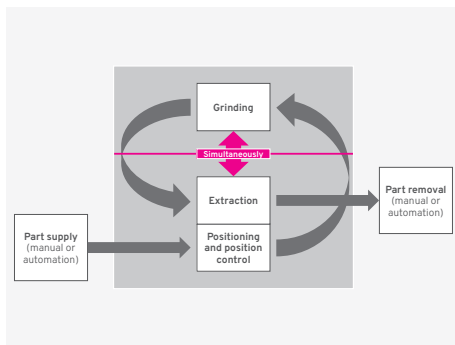 Grinding
Simultaneously
Extraction
Part removal
(manual or
automation)
Part supply
(manual or
automation)
Positioning
and position
control